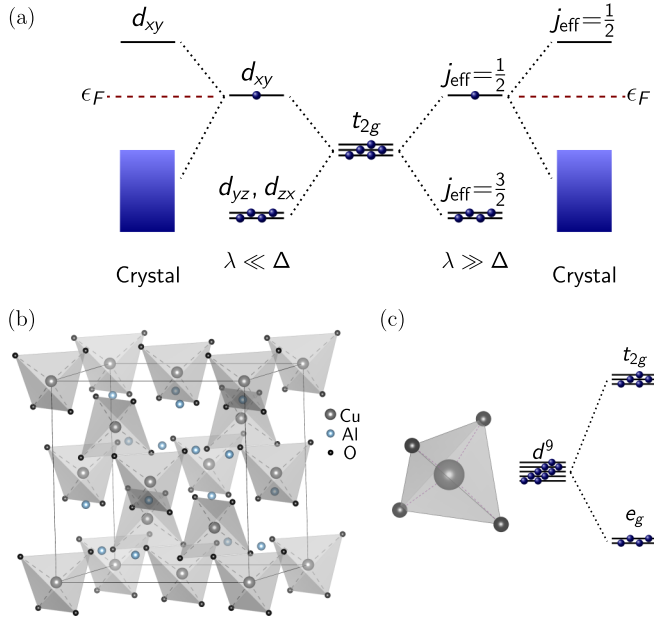 (a)
d_xy
j_eff=1/2
ϵ_F
d_xy
j_eff=1/2
ϵ_F
t_2g
d_yz, d_zx
j_eff=3/2
λ ≪ Δ
λ ≫ Δ
Crystal
Crystal
(b)
Cu
Al
O
(c)
t_2g
d^9
e_g